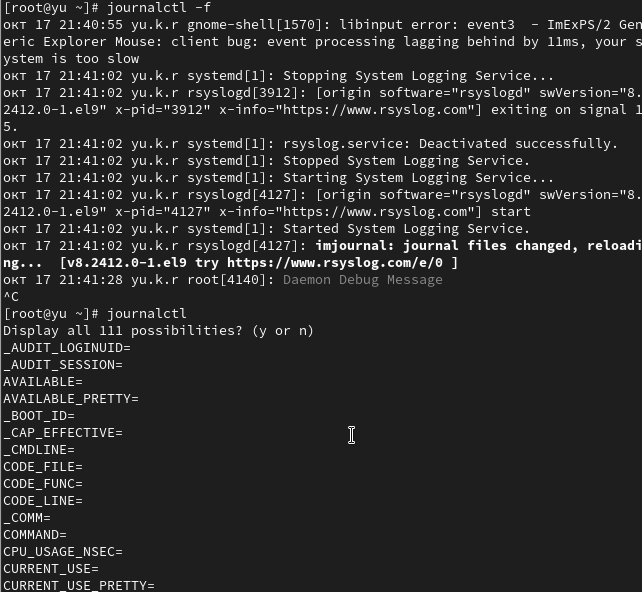 [root@yu ~]# journalctl -f
окт 17 21:40:55 yu.k.r gnome-shell[1570]: libinput error: event3  - ImExPS/2 Gen
eric Explorer Mouse: client bug: event processing lagging behind by 11ms, your s
ystem is too slow
окт 17 21:41:02 yu.k.r systemd[1]: Stopping System Logging Service...
окт 17 21:41:02 yu.k.r rsyslogd[3912]: [origin software="rsyslogd" swVersion="8.
2412.0-1.el9" x-pid="3912" x-info="https://www.rsyslog.com"] exiting on signal 1
5.
окт 17 21:41:02 yu.k.r systemd[1]: rsyslog.service: Deactivated successfully.
окт 17 21:41:02 yu.k.r systemd[1]: Stopped System Logging Service.
окт 17 21:41:02 yu.k.r systemd[1]: Starting System Logging Service...
окт 17 21:41:02 yu.k.r rsyslogd[4127]: [origin software="rsyslogd" swVersion="8.
2412.0-1.el9" x-pid="4127" x-info="https://www.rsyslog.com"] start
окт 17 21:41:02 yu.k.r systemd[1]: Started System Logging Service.
окт 17 21:41:02 yu.k.r rsyslogd[4127]: imjournal: journal files changed, reloadi
ng...  [v8.2412.0-1.el9 try https://www.rsyslog.com/e/0 ]
окт 17 21:41:28 yu.k.r root[4140]: Daemon Debug Message
^C
[root@yu ~]# journalctl
Display all 111 possibilities? (y or n)
_AUDIT_LOGINUID=
_AUDIT_SESSION=
AVAILABLE=
AVAILABLE_PRETTY=
_BOOT_ID=
_CAP_EFFECTIVE=
_CMDLINE=
CODE_FILE=
CODE_FUNC=
CODE_LINE=
_COMM=
COMMAND=
CPU_USAGE_NSEC=
CURRENT_USE=
CURRENT_USE_PRETTY=